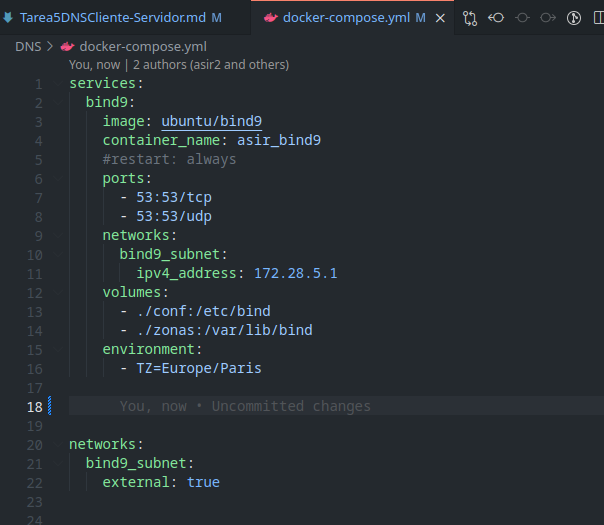 Tarea5DNSCliente-Servidor.md M docker-compose.yml M
DNS > docker-compose.yml
You, now | 2 authors (asir2 and others)
1 services:
2 bind9:
3 image: ubuntu/bind9
4 container_name: asir_bind9
5 #restart: always
6 ports:
7 - 53:53/tcp
8 - 53:53/udp
9 networks:
10 bind9_subnet:
11 ipv4_address: 172.28.5.1
12 volumes:
13 - ./conf:/etc/bind
14 - ./zonas:/var/lib/bind
15 environment:
16 - TZ=Europe/Paris
17
18 You, now • Uncommitted changes
19
20 networks:
21 bind9_subnet:
22 external: true
23
24